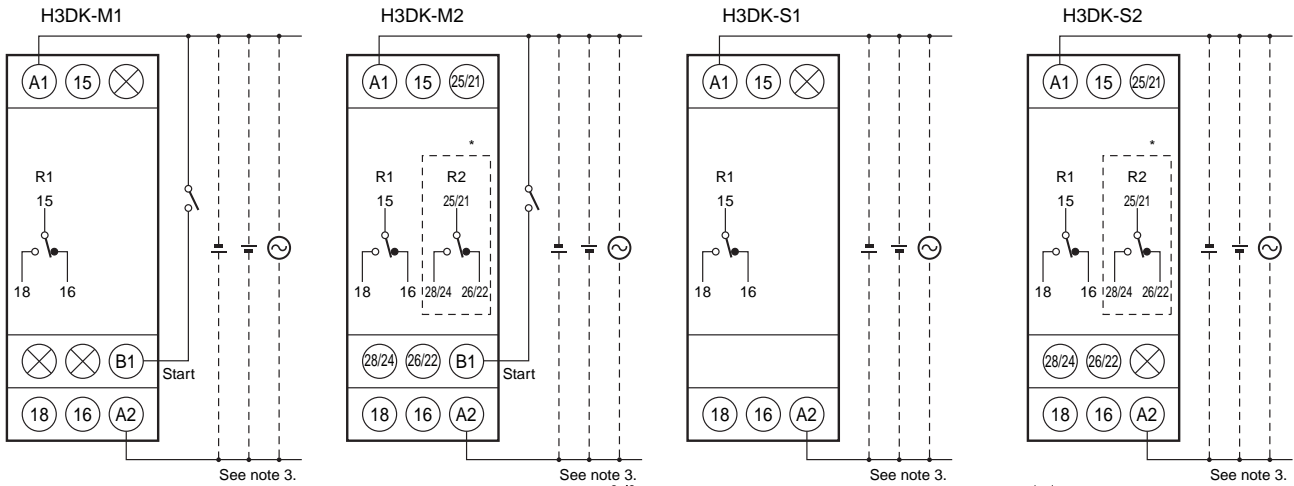 H3DK-M1
A1 15
R1
15
18 16
B1
Start
18 16 A2
See note 3.
H3DK-M2
A1 15 25/21
*
R1 R2
15 25/21
18 16 28/24 26/22
28/24 26/22 B1
Start
18 16 A2
See note 3.
H3DK-S1
A1 15
R1
15
18 16
18 16 A2
See note 3.
H3DK-S2
A1 15 25/21
*
R1 R2
15 25/21
18 16 28/24 26/22
28/24 26/22
18 16 A2
See note 3.